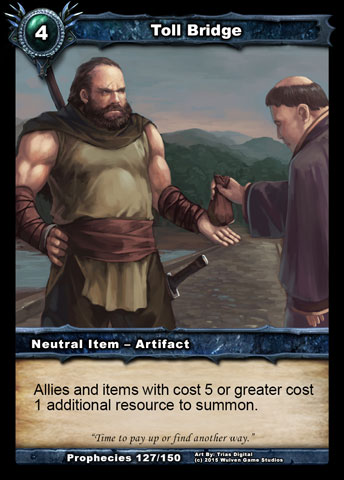 4
Toll Bridge
Neutral Item – Artifact
Allies and items with cost 5 or greater cost
1 additional resource to summon.
“Time to pay up or find another way.”
Prophecies 127/150
Art By: Trias Digital
(c) 2015 Wulven Game Studios